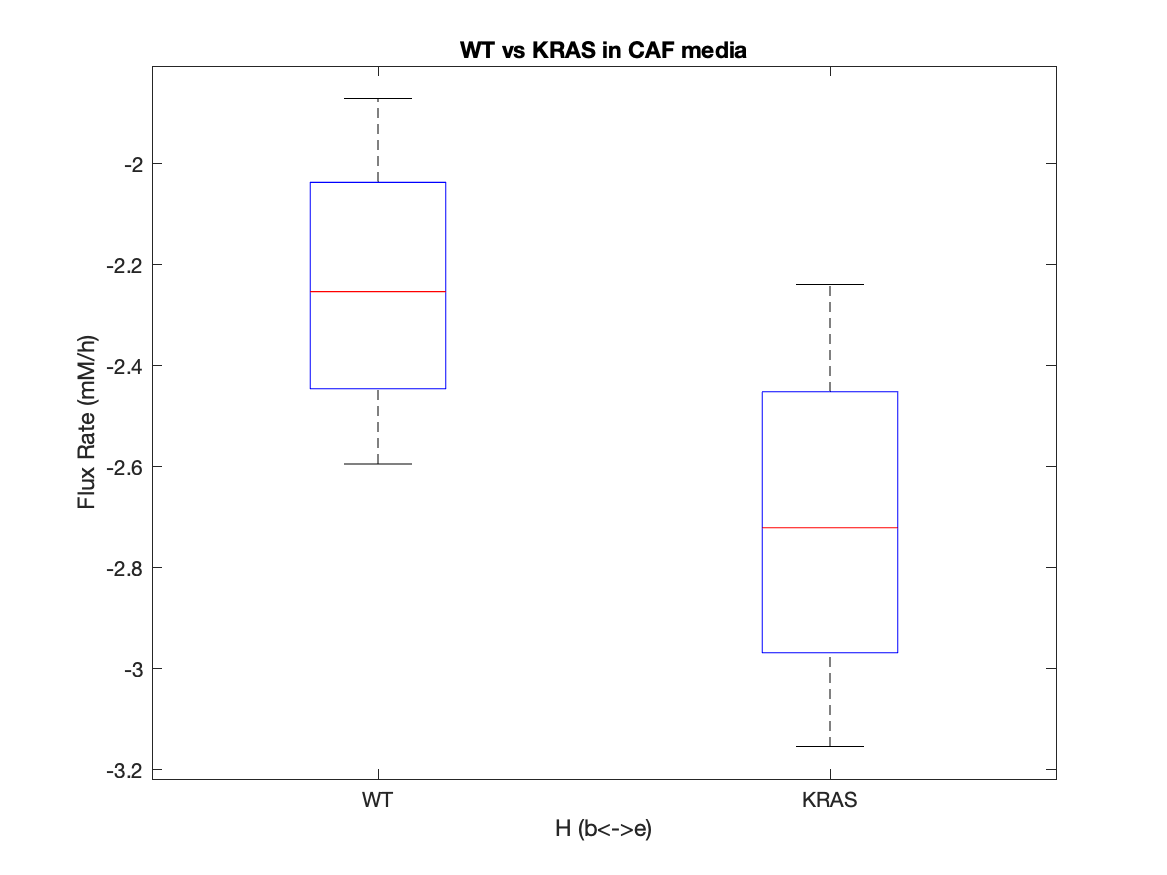 WT vs KRAS in CAF media
Flux Rate (mM/h)
-2
-2.2
-2.4
-2.6
-2.8
-3
-3.2
WT
KRAS
H (b<->e)